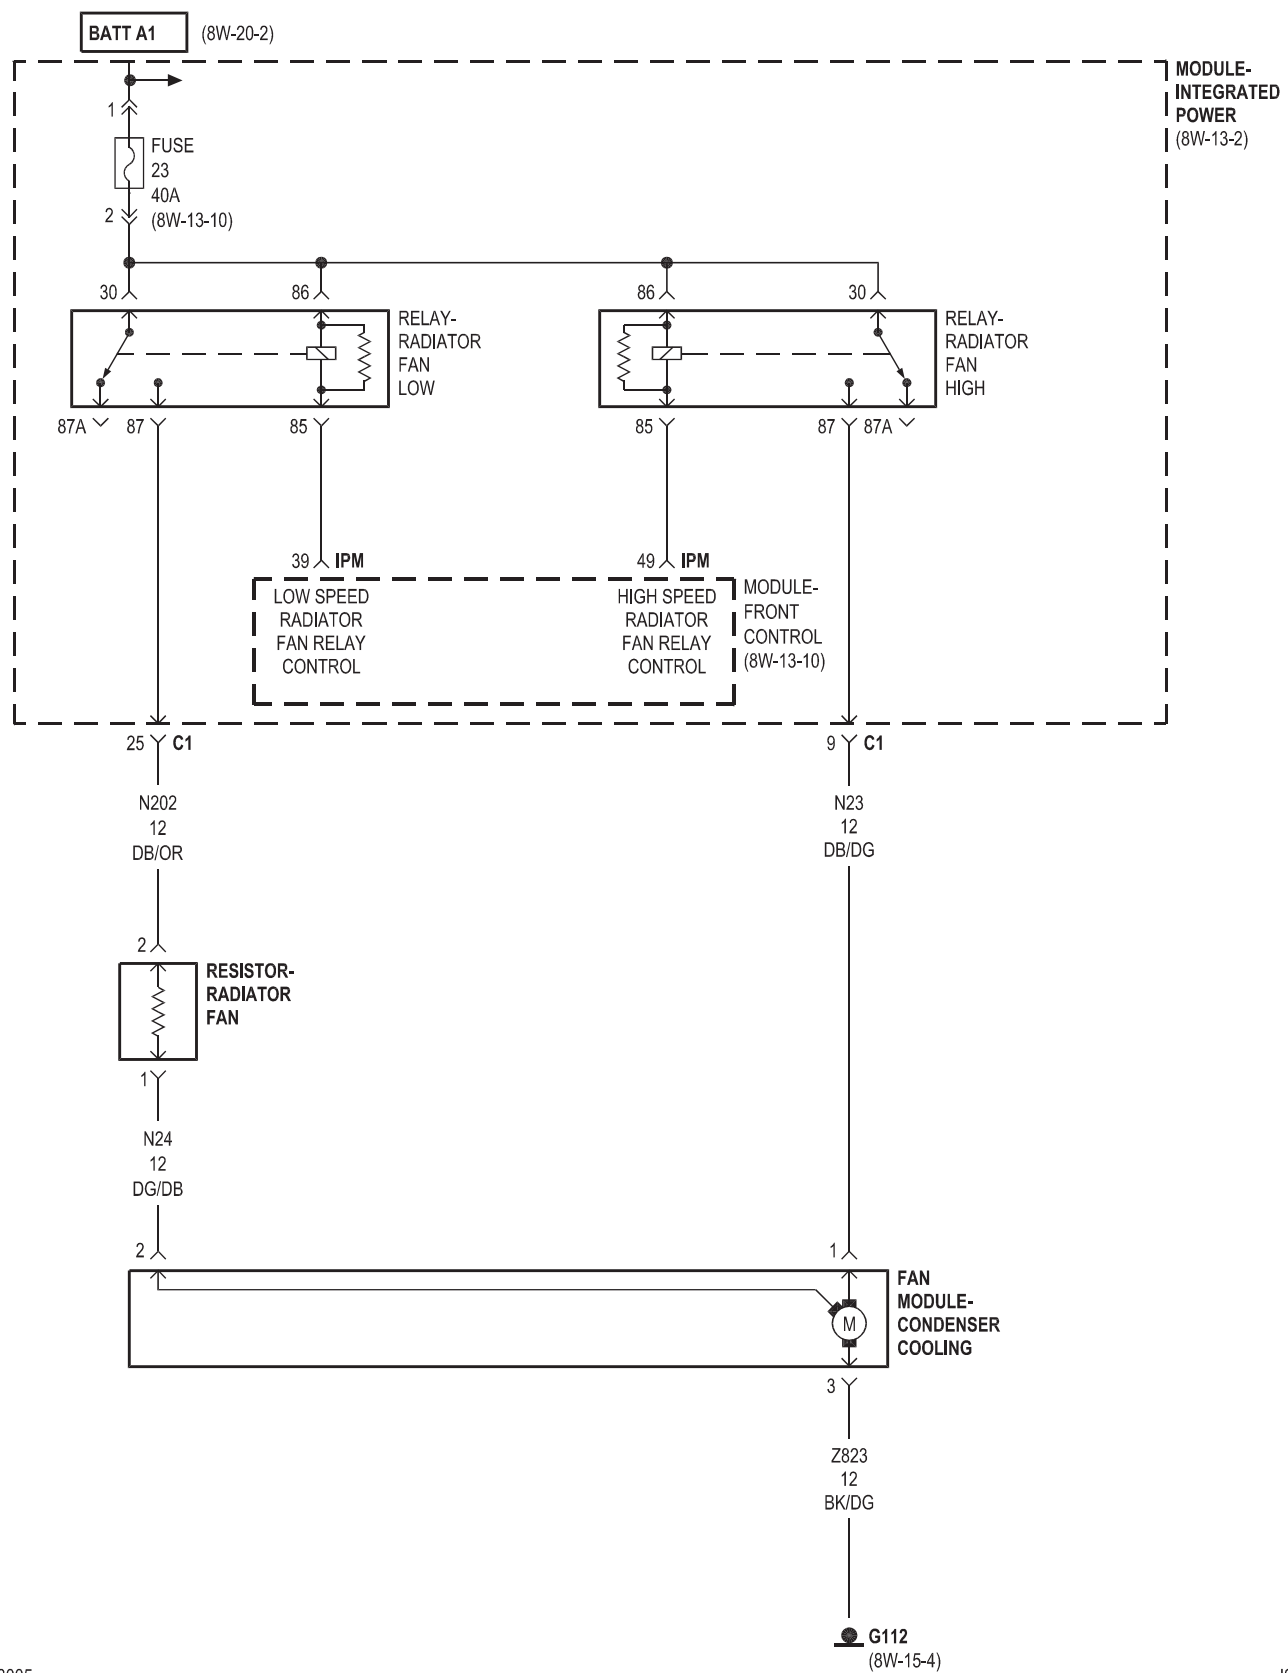 BATT A1 (8W-20-2)
MODULE-
INTEGRATED
POWER
(8W-13-2)
1
FUSE
23
40A
(8W-13-10)
2
30
86
86
30
RELAY-
RADIATOR
FAN
LOW
RELAY-
RADIATOR
FAN
HIGH
87A
87
85
85
87
87A
39 IPM
49 IPM
LOW SPEED
RADIATOR
FAN RELAY
CONTROL
HIGH SPEED
RADIATOR
FAN RELAY
CONTROL
MODULE-
FRONT
CONTROL
(8W-13-10)
25 C1
9 C1
N202
12
DB/OR
N23
12
DB/DG
2
RESISTOR-
RADIATOR
FAN
1
N24
12
DG/DB
2
1
FAN
MODULE-
CONDENSER
COOLING
M
3
Z823
12
BK/DG
G112
(8W-15-4)